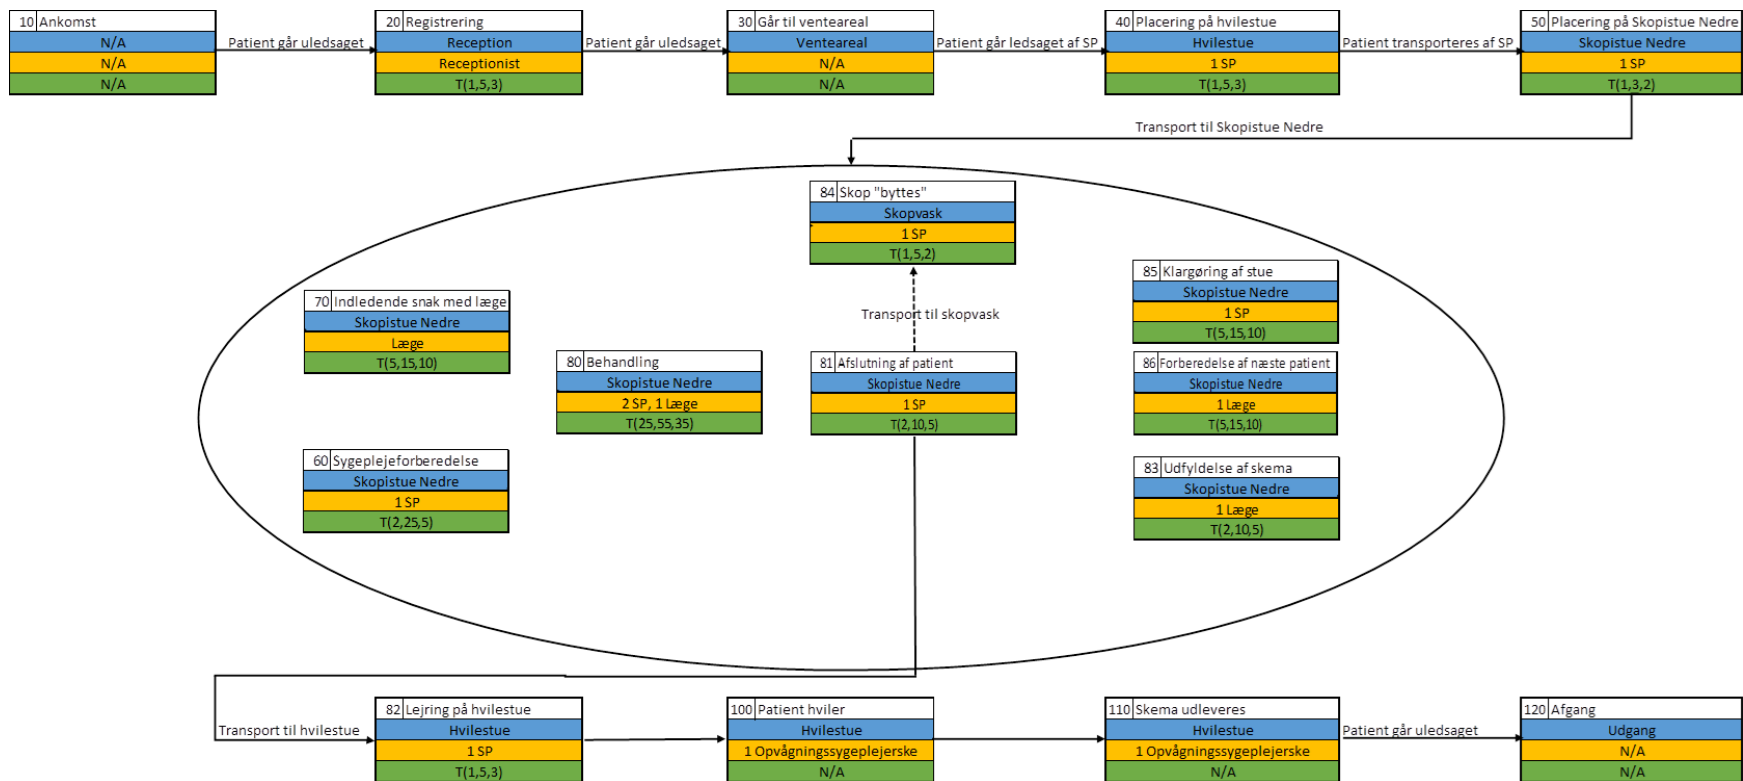 10 Ankomst
N/A
N/A
N/A
Patient går uledsaget
20 Registrering
Reception
Receptionist
T(1,5,3)
Patient går uledsaget
30 Går til venteareal
Venteareal
N/A
N/A
Patient går ledsaget af SP
40 Placering på hvilestue
Hvilestue
1 SP
T(1,5,3)
Patient transporteres af SP
50 Placering på Skopistue Nedre
Skopistue Nedre
1 SP
T(1,3,2)
Transport til Skopistue Nedre
84 Skop "byttes"
Skopvask
1 SP
T(1,5,2)
Transport til skopvask
85 Klargøring af stue
Skopistue Nedre
1 SP
T(5,15,10)
70 Indledende snak med læge
Skopistue Nedre
Læge
T(5,15,10)
80 Behandling
Skopistue Nedre
2 SP, 1 Læge
T(25,55,35)
81 Afslutning af patient
Skopistue Nedre
1 SP
T(2,10,5)
86 Forberedelse af næste patient
Skopistue Nedre
1 Læge
T(5,15,10)
60 Sygeplejeforberedelse
Skopistue Nedre
1 SP
T(2,25,5)
83 Udfyldelse af skema
Skopistue Nedre
1 Læge
T(2,10,5)
Transport til hvilestue
82 Lejring på hvilestue
Hvilestue
1 SP
T(1,5,3)
100 Patient hviler
Hvilestue
1 Opvågningssygeplejerske
N/A
110 Skema udleveres
Hvilestue
1 Opvågningssygeplejerske
N/A
Patient går uledsaget
120 Afgang
Udgang
N/A
N/A